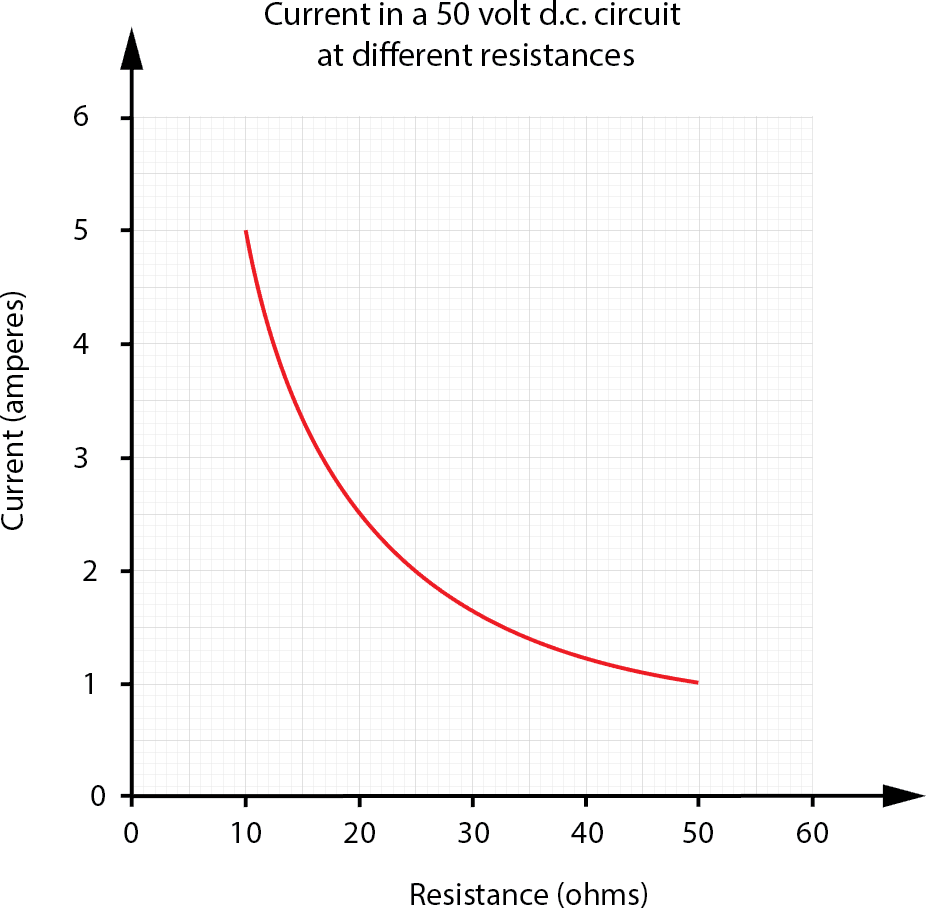 Current in a 50 volt d.c. circuit
at different resistances
6
5
4
3
2
1
0
Current (amperes)
0 10 20 30 40 50 60
Resistance (ohms)